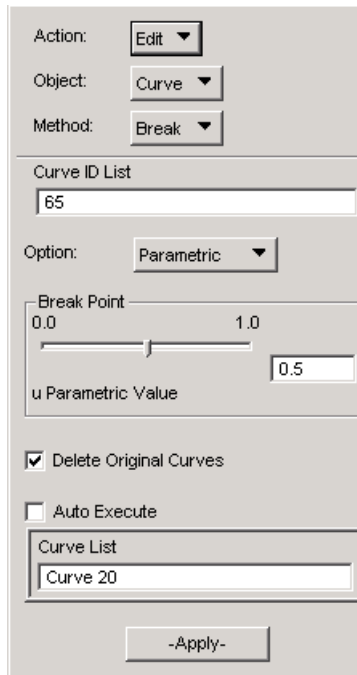 Action: Edit
Object: Curve
Method: Break
Curve ID List
65
Option: Parametric
Break Point
0.0 1.0
0.5
u Parametric Value
Delete Original Curves
Auto Execute
Curve List
Curve 20
-Apply-